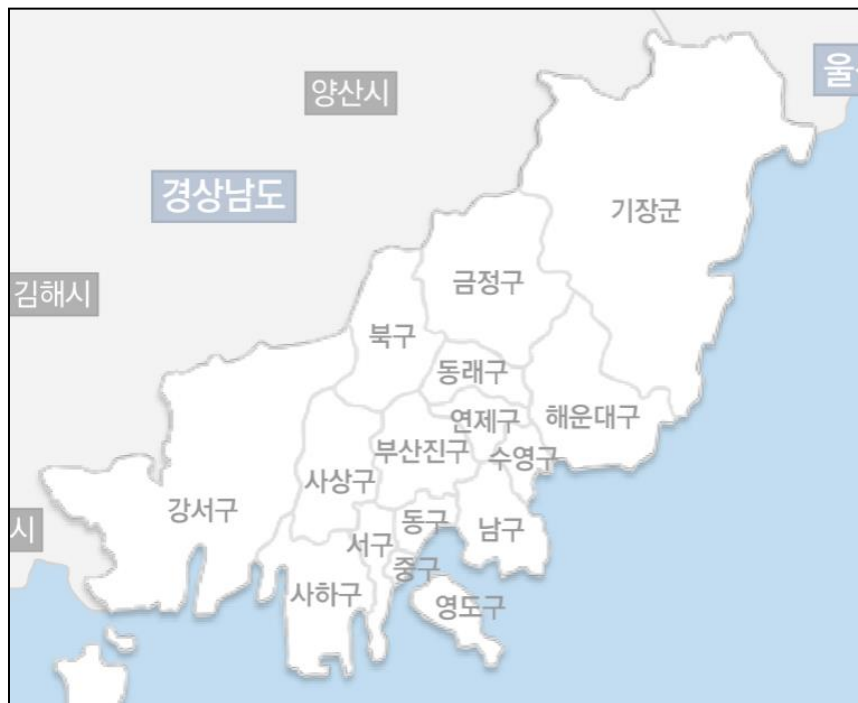 울
양산시
경상남도
기장군
김해시
금정구
북구
동래구
연제구
해운대구
부산진구
수영구
사상구
강서구
시
동구
남구
서구
중구
사하구
영도구